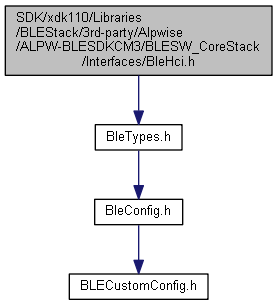 SDK/xdk110/Libraries
/BLEStack/3rd-party/Alpwise
/ALPW-BLESDKCM3/BLESW_CoreStack
/Interfaces/BleHci.h
BleTypes.h
BleConfig.h
BLECustomConfig.h